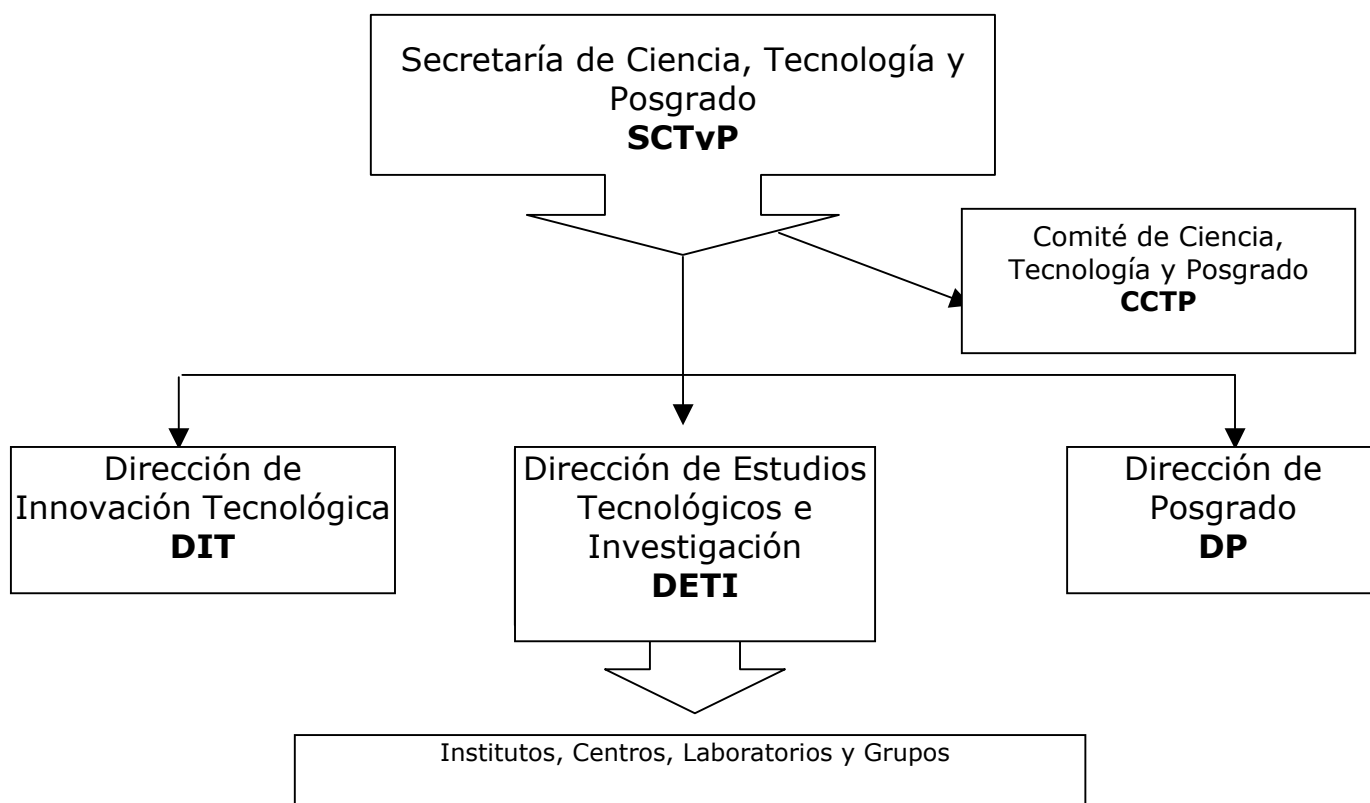 Secretaría de Ciencia, Tecnología y
Posgrado
SCTvP
Comité de Ciencia,
Tecnología y Posgrado
CCTP
Dirección de
Innovación Tecnológica
DIT
Dirección de Estudios
Tecnológicos e
Investigación
DETI
Dirección de
Posgrado
DP
Institutos, Centros, Laboratorios y Grupos